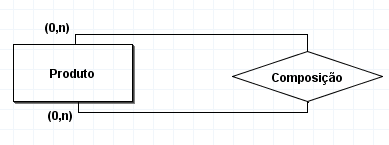 (0,n)
Produto
Composição
(0,n)